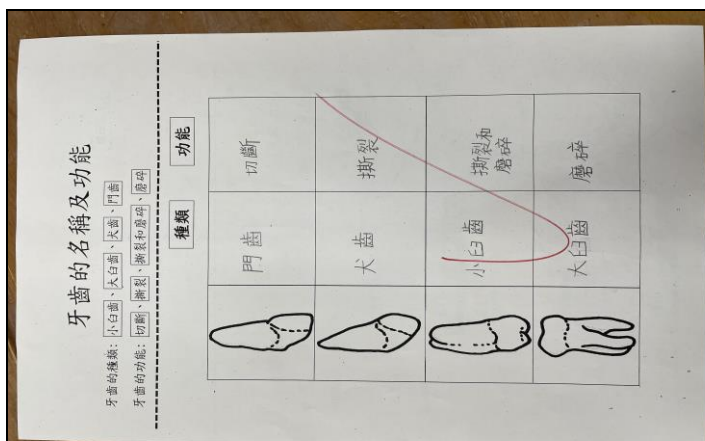 牙齒的名稱及功能
牙齒的種類：小臼齒、大臼齒、犬齒、門齒
牙齒的功能：切斷、撕裂、撕裂和磨碎、磨碎
種類 功能
門齒 切斷
犬齒 撕裂
小臼齒 撕裂和磨碎
大臼齒 磨碎